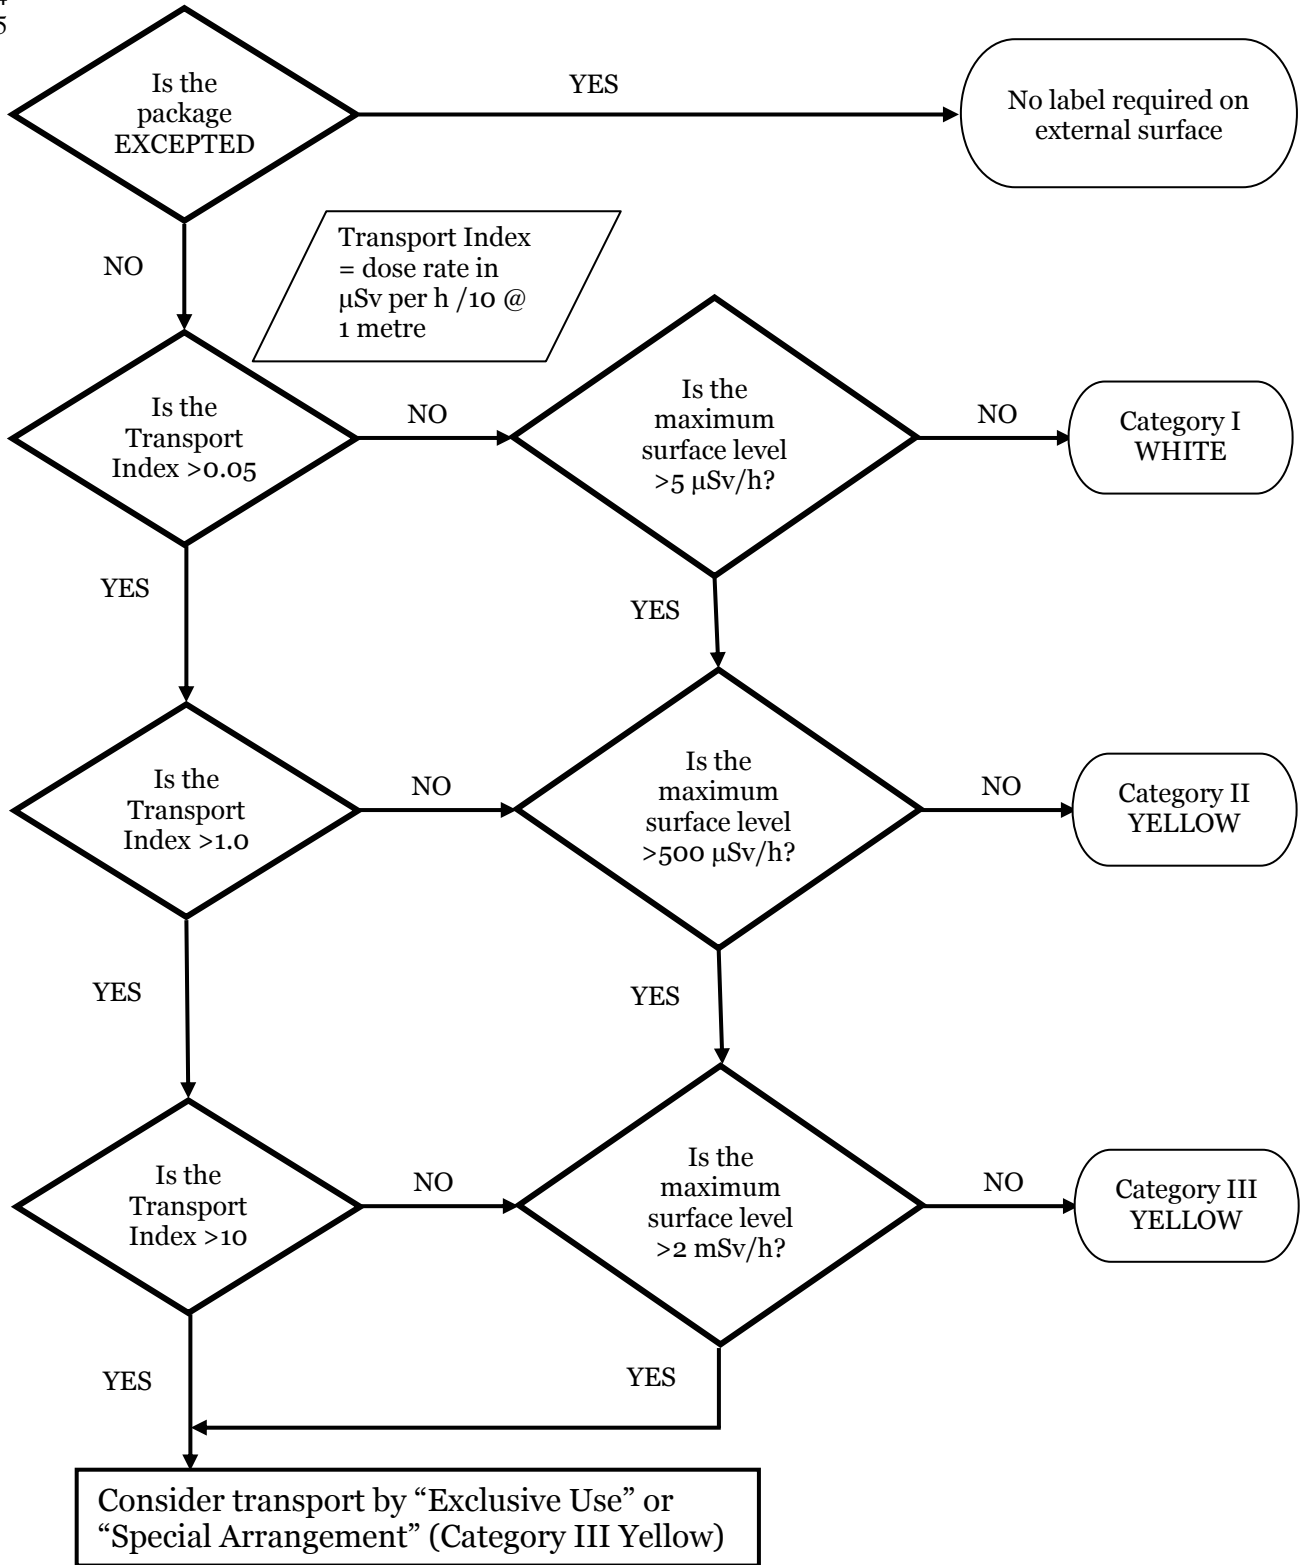 5
Is the
package
EXCEPTED
YES
No label required on
external surface
NO
Transport Index
= dose rate in
µSv per h /10 @
1 metre
Is the
Transport
Index >0.05
NO
Is the
maximum
surface level
>5 µSv/h?
NO
Category I
WHITE
YES
YES
Is the
Transport
Index >1.0
NO
Is the
maximum
surface level
>500 µSv/h?
NO
Category II
YELLOW
YES
YES
Is the
Transport
Index >10
NO
Is the
maximum
surface level
>2 mSv/h?
NO
Category III
YELLOW
YES
YES
Consider transport by “Exclusive Use” or
“Special Arrangement” (Category III Yellow)